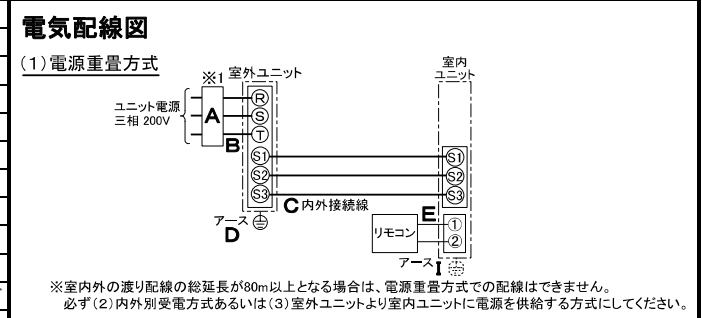 電気配線図
(1)電源重畳方式
※1
室外ユニット
室内
ユニット
ユニット電源
三相 200V
A
R
S
T
B
S1
S2
S3
S1
S2
S3
C 内外接続線
アース
D
リモコン
E
①
②
アース I
※室内外の渡り配線の総延長が80m以上となる場合は、電源重畳方式での配線はできません。
必ず(2)内外別受電方式あるいは(3)室外ユニットより室内ユニットに電源を供給する方式にしてください。